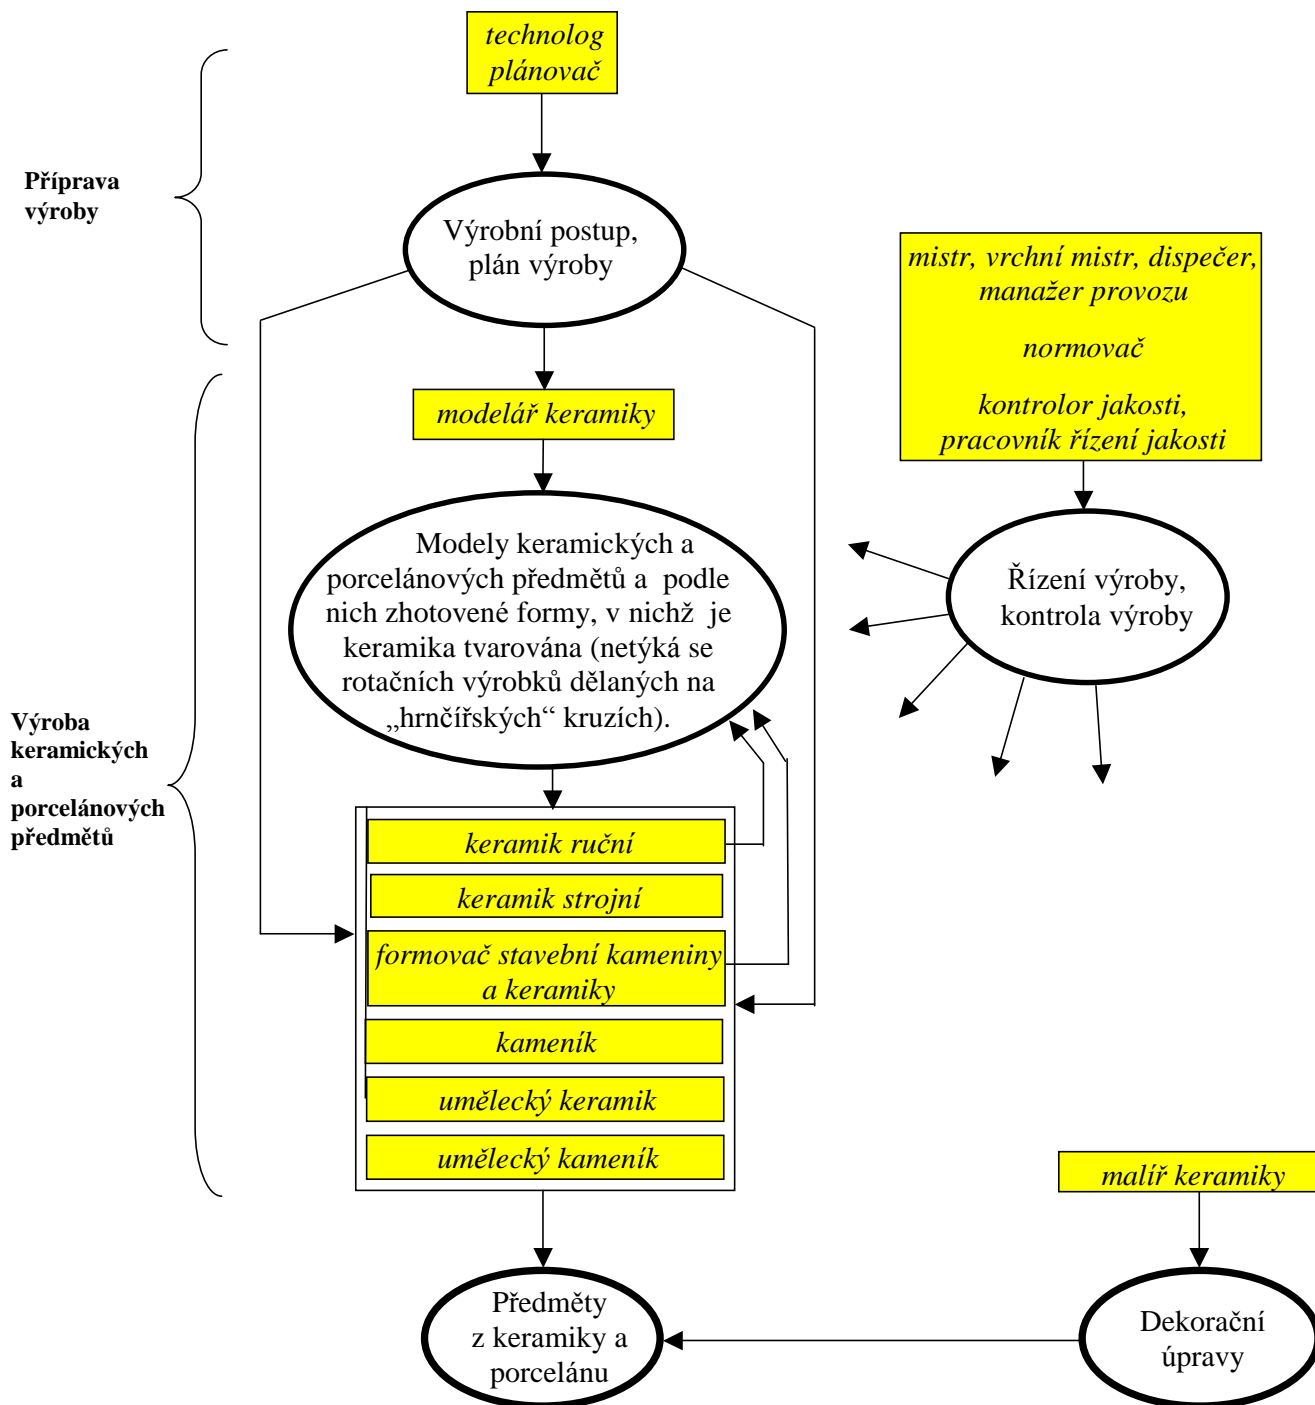 technolog
plánovač
Příprava
výroby
Výrobní postup,
plán výroby
mistr, vrchní mistr, dispečer,
manažer provozu
normovač
kontrolor jakosti,
pracovník řízení jakosti
modelář keramiky
Modely keramických a
porcelánových předmětů a podle
nich zhotovené formy, v nichž je
keramika tvarována (netýká se
rotačních výrobků dělaných na
„hrnčířských“ kruzích).
Řízení výroby,
kontrola výroby
Výroba
keramických
a
porcelánových
předmětů
keramik ruční
keramik strojní
formovač stavební kameniny
a keramiky
kameník
umělecký keramik
umělecký kameník
malíř keramiky
Předměty
z keramiky a
porcelánu
Dekorační
úpravy